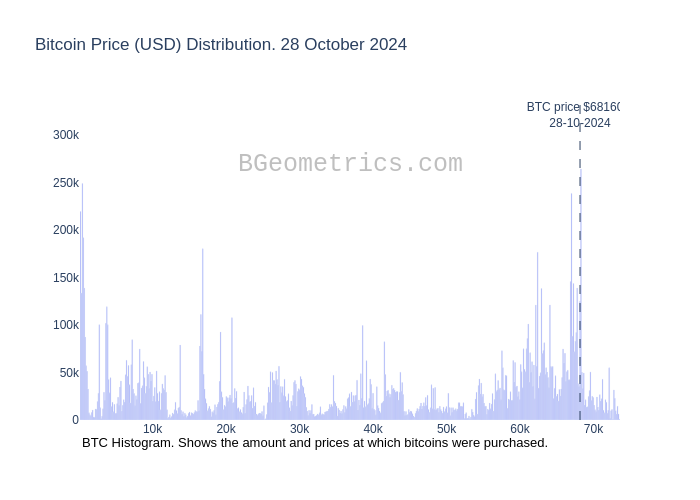 Bitcoin Price (USD) Distribution. 28 October 2024
BTC price $68160
28-10-2024
BGeometrics.com
300k
250k
200k
150k
100k
50k
0
10k 20k 30k 40k 50k 60k 70k
BTC Histogram. Shows the amount and prices at which bitcoins were purchased.